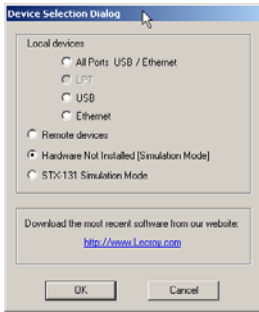 Device Selection Dialog
Local devices
All Ports USB / Ethernet
LPT
USB
Ethernet
Remote devices
Hardware Not Installed [Simulation Mode]
STX-131 Simulation Mode
Download the most recent software from our website:
http://www.Lecroy.com
OK
Cancel